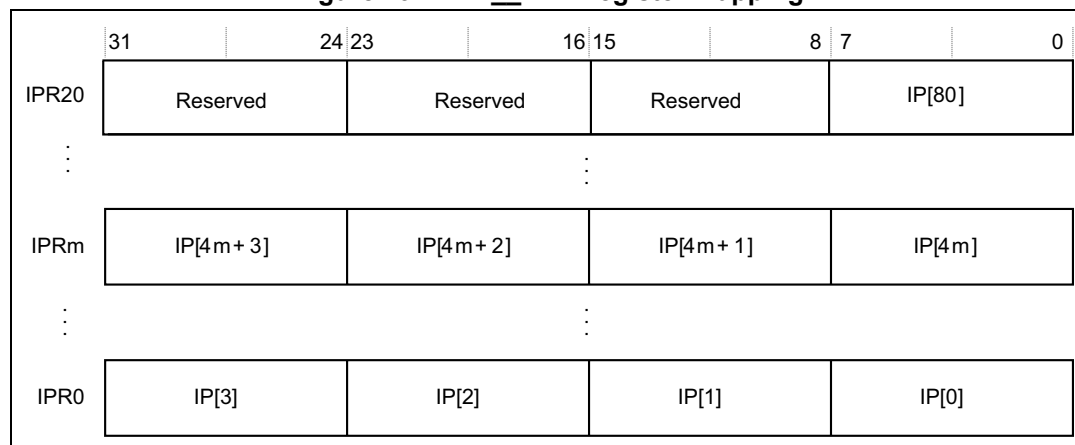 31 24 23 16 15 8 7 0
IPR20 Reserved Reserved Reserved IP[80]
IPRm IP[4m+3] IP[4m+2] IP[4m+1] IP[4m]
IPR0 IP[3] IP[2] IP[1] IP[0]